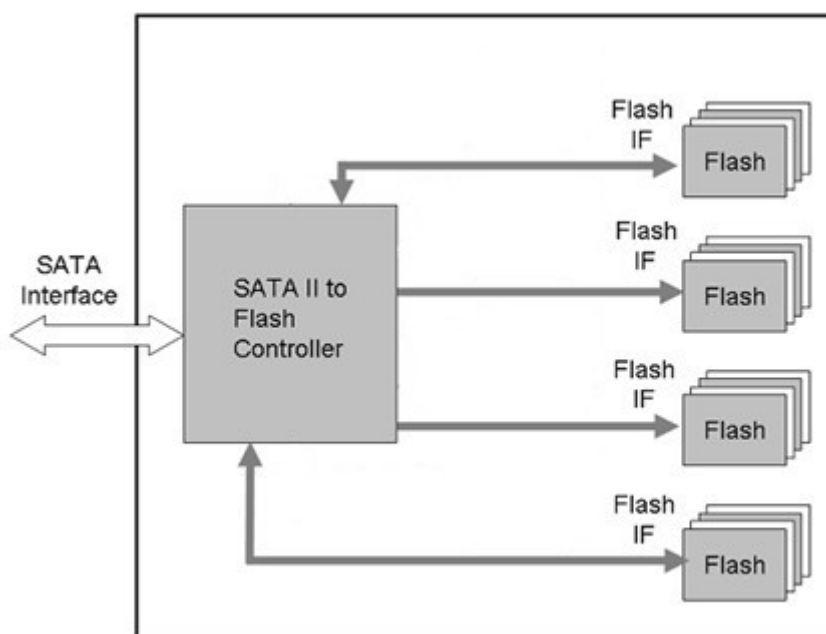 Flash
IF
Flash
Flash
IF
Flash
SATA
Interface
SATA II to
Flash
Controller
Flash
IF
Flash
Flash
IF
Flash